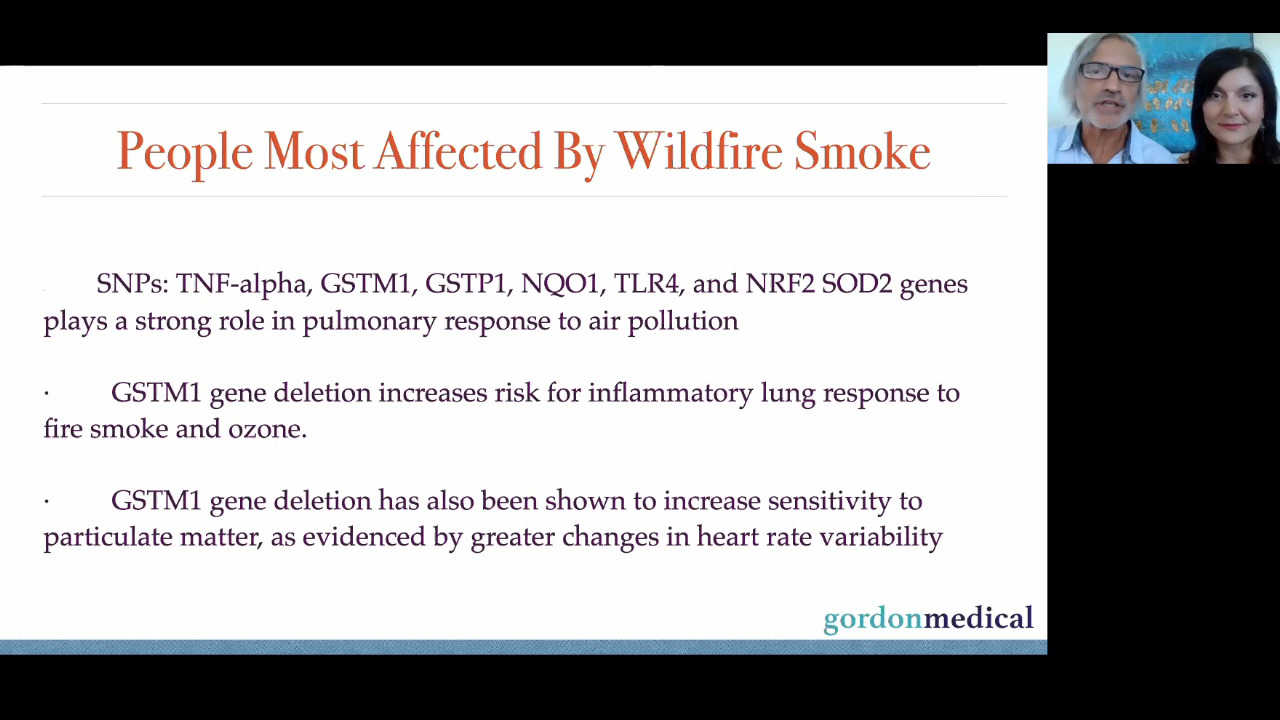 People Most Affected By Wildfire Smoke
SNPs: TNF-alpha, GSTM1, GSTP1, NQO1, TLR4, and NRF2 SOD2 genes
plays a strong role in pulmonary response to air pollution
· GSTM1 gene deletion increases risk for inflammatory lung response to
fire smoke and ozone.
· GSTM1 gene deletion has also been shown to increase sensitivity to
particulate matter, as evidenced by greater changes in heart rate variability
gordonmedical